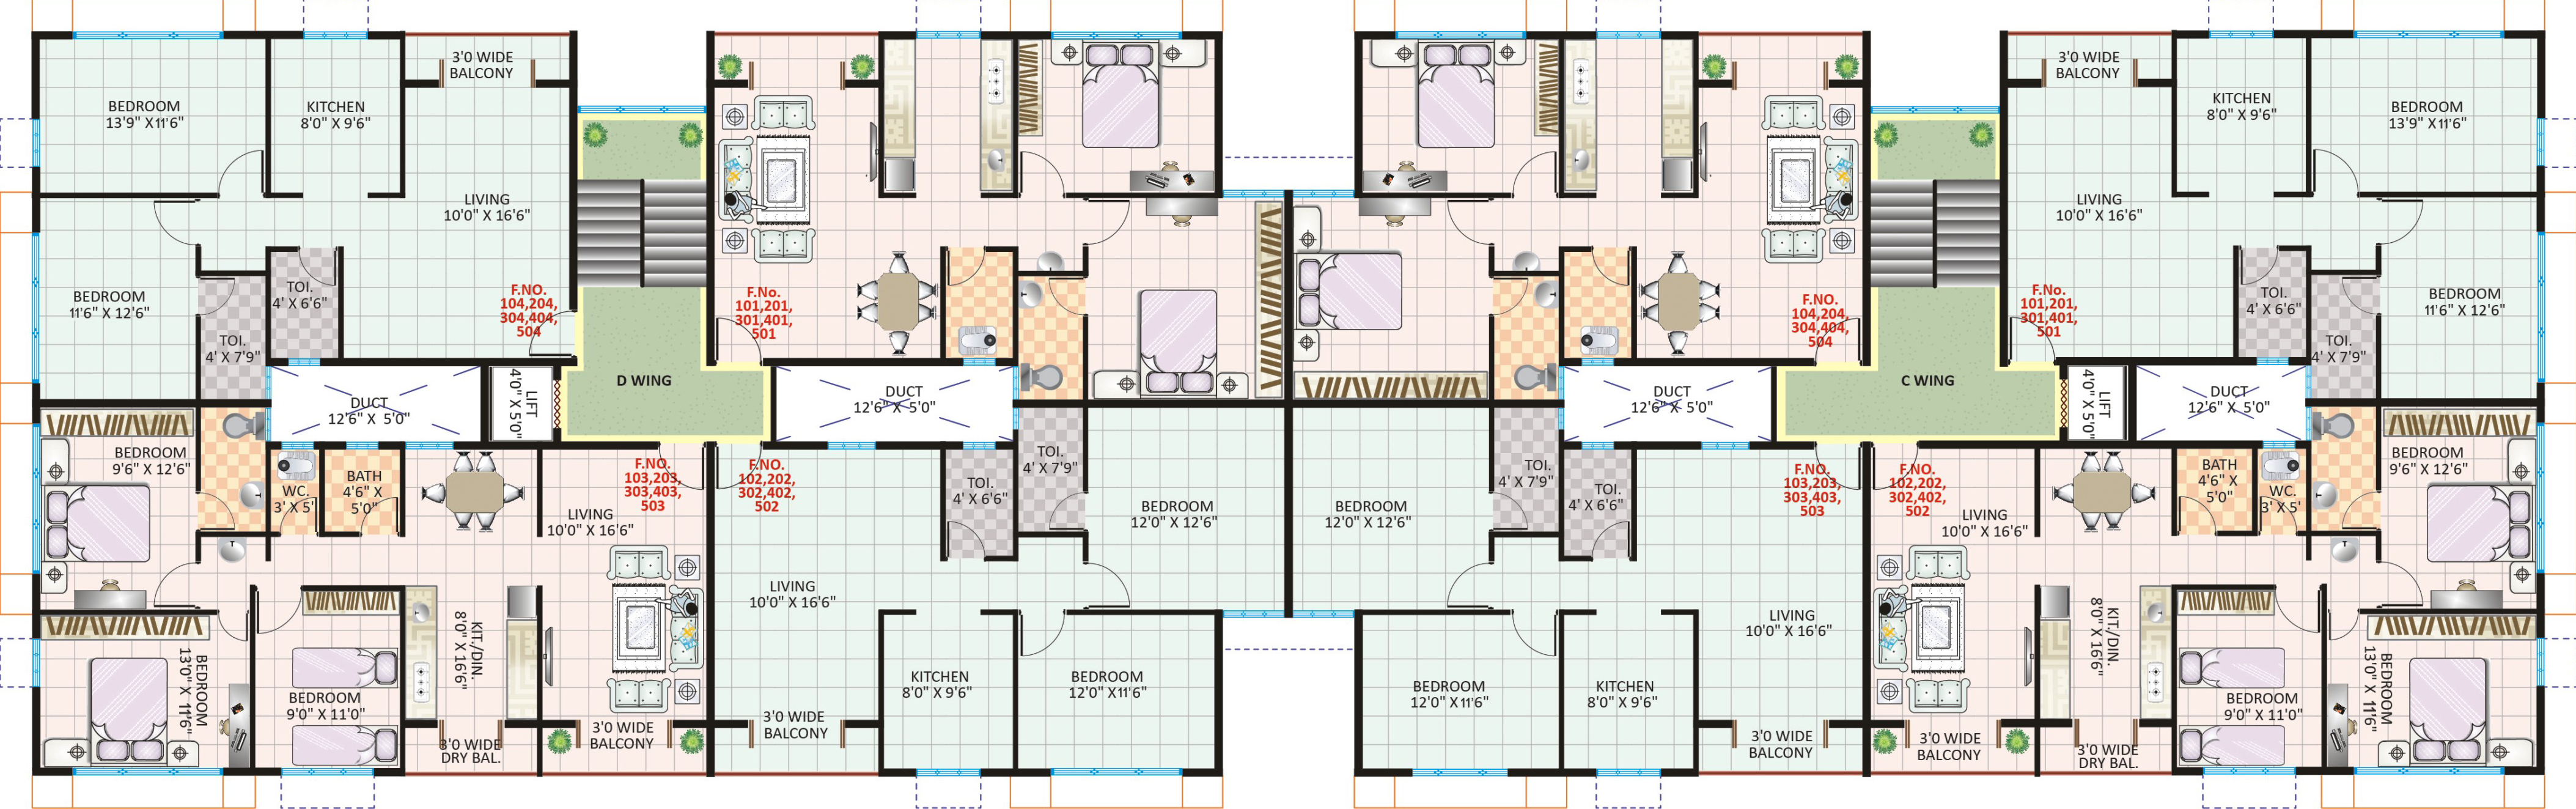 BEDROOM
13'9" X11'6"
KITCHEN
8'0" X 9'6"
3'0 WIDE
BALCONY
LIVING
10'0" X 16'6"
BEDROOM
11'6" X 12'6"
TOI.
4' X 6'6"
TOI.
4' X 7'9"
F.NO.
104,204,
304,404,
504
F.No.
101,201,
301,401,
501
DUCT
12'6" X 5'0"
LIFT
4'0" X 5'0"
D WING
DUCT
12'6" X 5'0"
BEDROOM
9'6" X 12'6"
WC.
3' X 5'
BATH
4'6" X
5'0"
LIVING
10'0" X 16'6"
F.NO.
103,203,
303,403,
503
F.NO.
102,202,
302,402,
502
TOI.
4' X 7'9"
TOI.
4' X 6'6"
BEDROOM
12'0" X 12'6"
LIVING
10'0" X 16'6"
BEDROOM
13'0" X 11'6"
BEDROOM
9'0" X 11'0"
KIT./DIN.
8'0" X 16'6"
3'0 WIDE
DRY BAL.
3'0 WIDE
BALCONY
3'0 WIDE
BALCONY
KITCHEN
8'0" X 9'6"
BEDROOM
12'0" X11'6"
3'0 WIDE
BALCONY
KITCHEN
8'0" X 9'6"
BEDROOM
13'9" X11'6"
LIVING
10'0" X 16'6"
F.NO.
104,204,
304,404,
504
F.No.
101,201,
301,401,
501
TOI.
4' X 6'6"
TOI.
4' X 7'9"
BEDROOM
11'6" X 12'6"
DUCT
12'6" X 5'0"
C WING
LIFT
4'0" X 5'0"
DUCT
12'6" X 5'0"
BEDROOM
12'0" X 12'6"
TOI.
4' X 7'9"
TOI.
4' X 6'6"
F.NO.
103,203,
303,403,
503
F.NO.
102,202,
302,402,
502
LIVING
10'0" X 16'6"
BATH
4'6" X
5'0"
WC.
3' X 5'
BEDROOM
9'6" X 12'6"
LIVING
10'0" X 16'6"
BEDROOM
12'0" X11'6"
KITCHEN
8'0" X 9'6"
3'0 WIDE
BALCONY
3'0 WIDE
BALCONY
KIT./DIN.
8'0" X 16'6"
3'0 WIDE
DRY BAL.
BEDROOM
9'0" X 11'0"
BEDROOM
13'0" X 11'6"